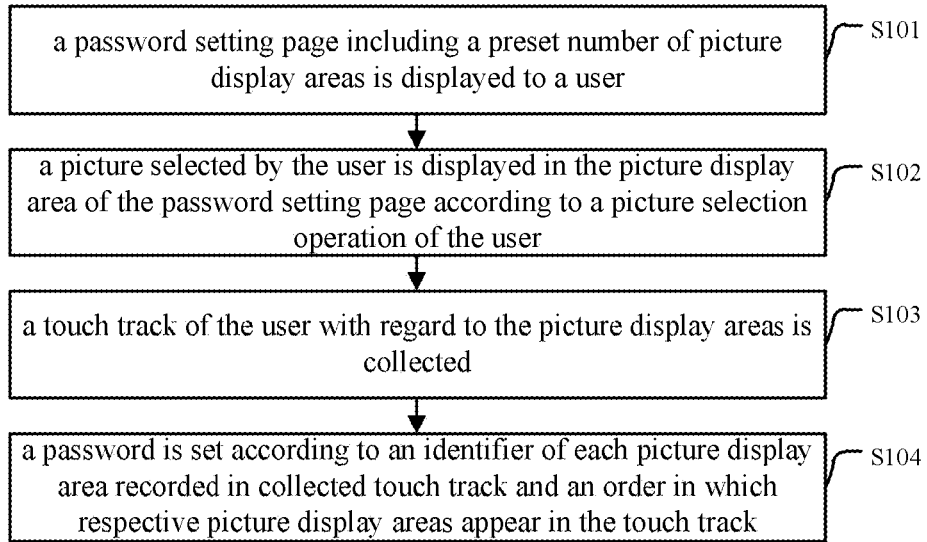 a password setting page including a preset number of picture
display areas is displayed to a user
S101
a picture selected by the user is displayed in the picture display
area of the password setting page according to a picture selection
operation of the user
S102
a touch track of the user with regard to the picture display areas is
collected
S103
a password is set according to an identifier of each picture display
area recorded in collected touch track and an order in which
respective picture display areas appear in the touch track
S104